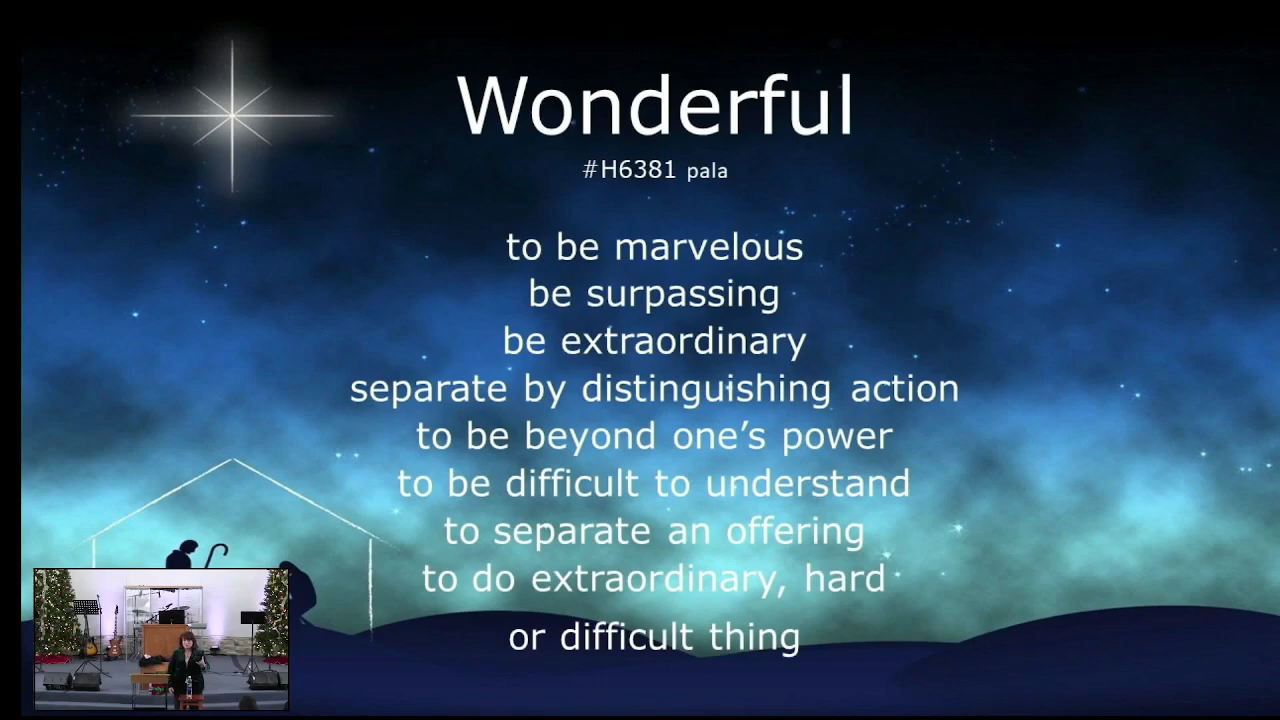 Wonderful
#H6381 pala
to be marvelous
be surpassing
be extraordinary
separate by distinguishing action
to be beyond one’s power
to be difficult to understand
to separate an offering
to do extraordinary, hard
or difficult thing